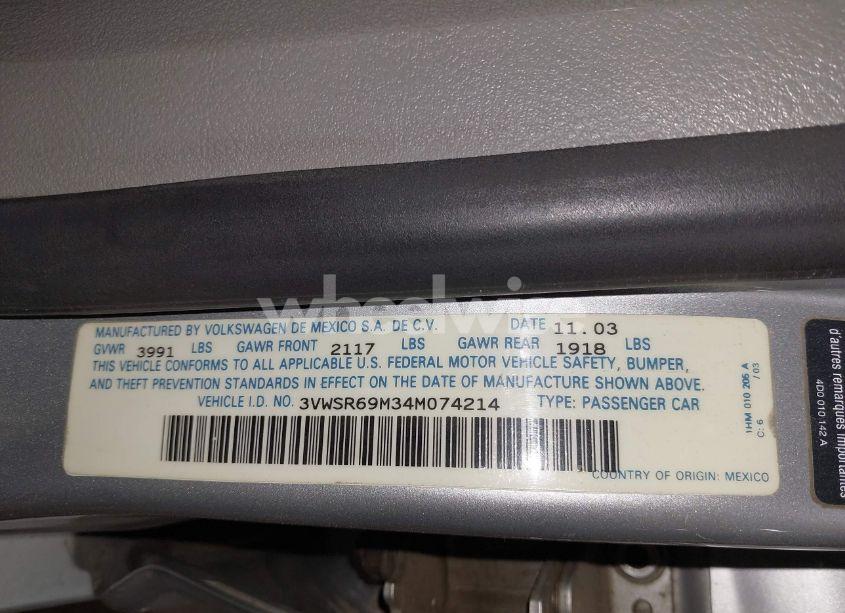 wheelwi
MANUFACTURED BY VOLKSWAGEN DE MEXICO S.A. DE C.V. DATE 11.03
GVWR 3991 LBS GAWR FRONT 2117 LBS GAWR REAR 1918 LBS
THIS VEHICLE CONFORMS TO ALL APPLICABLE U.S. FEDERAL MOTOR VEHICLE SAFETY, BUMPER,
AND THEFT PREVENTION STANDARDS IN EFFECT ON THE DATE OF MANUFACTURE SHOWN ABOVE.
VEHICLE I.D. NO. 3VWSR69M34M074214 TYPE: PASSENGER CAR
COUNTRY OF ORIGIN: MEXICO
1HM 010 205 A
C: 6 / 03
d'autres remarques importantes
4D0 010 142 A